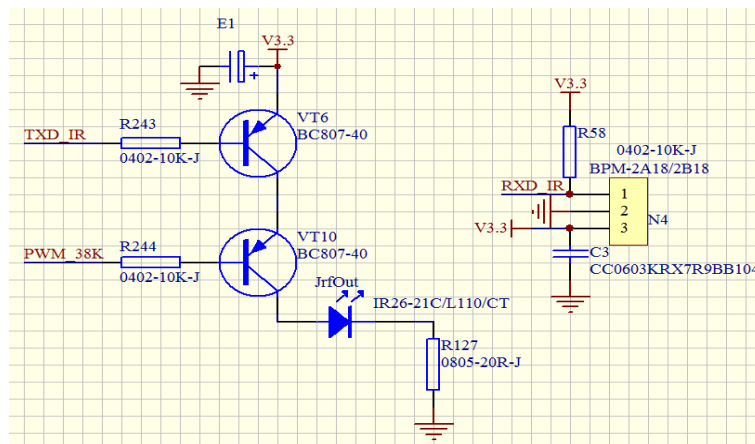 E1
V3.3
VT6
BC807-40
R243
TXD_IR
0402-10K-J
VT10
BC807-40
R244
PWM_38K
0402-10K-J
JrfOut
IR26-21C/L110/CT
R127
0805-20R-J
V3.3
R58
0402-10K-J
BPM-2A18/2B18
RXD_IR
1
2
3
N4
V3.3
C3
CC0603KRX7R9BB104